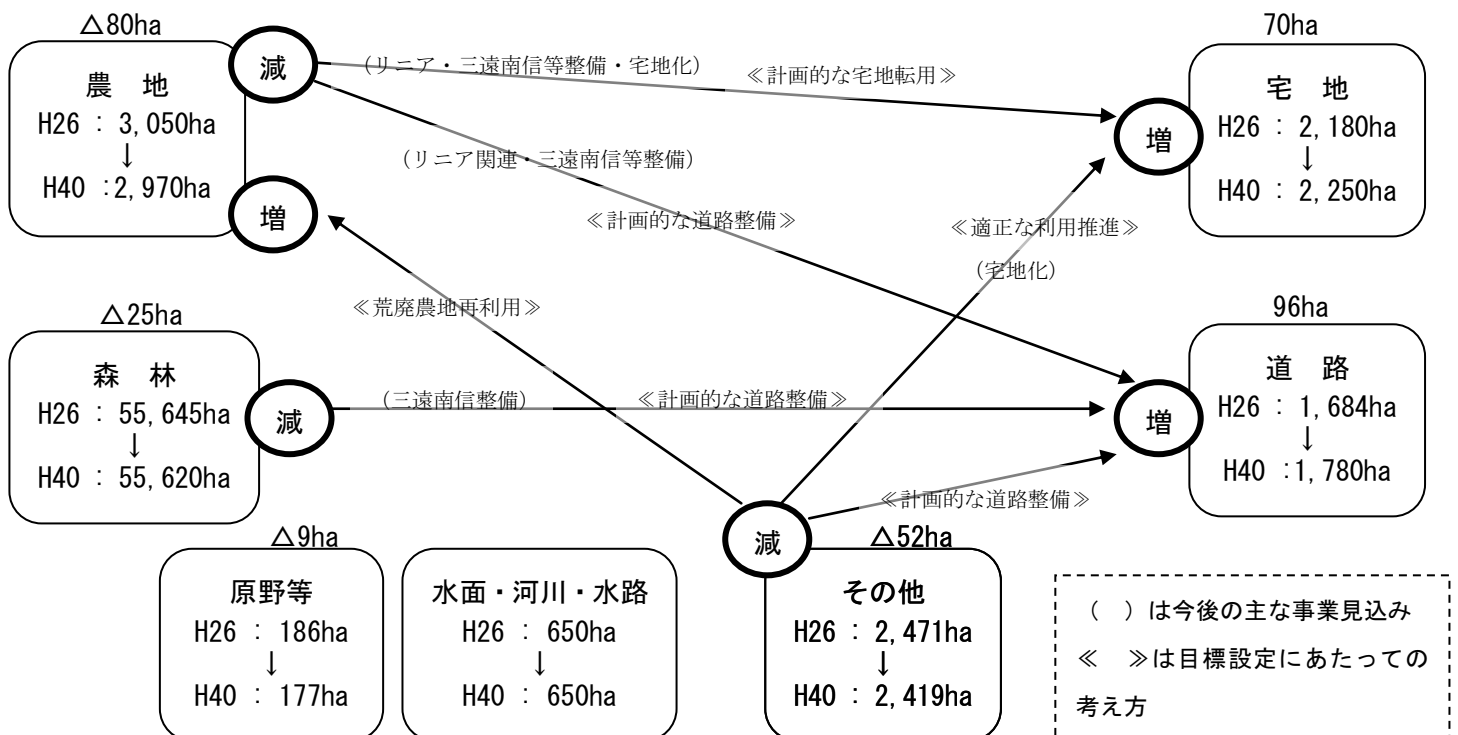 △80ha
農　地
H26 : 3,050ha
↓
H40 :2,970ha
減
増
(リニア・三遠南信等整備・宅地化)
≪計画的な宅地転用≫
(リニア関連・三遠南信等整備)
≪計画的な道路整備≫
70ha
増
宅　地
H26 : 2,180ha
↓
H40 : 2,250ha
≪適正な利用推進≫
(宅地化)
≪荒廃農地再利用≫
△25ha
森　林
H26 : 55,645ha
↓
H40 : 55,620ha
減
(三遠南信整備)
≪計画的な道路整備≫
96ha
増
道　路
H26 : 1,684ha
↓
H40 :1,780ha
≪計画的な道路整備≫
△9ha
原野等
H26 : 186ha
↓
H40 : 177ha
水面・河川・水路
H26 : 650ha
↓
H40 : 650ha
減
△52ha
その他
H26 : 2,471ha
↓
H40 : 2,419ha
(　)は今後の主な事業見込み
≪　≫は目標設定にあたっての
考え方